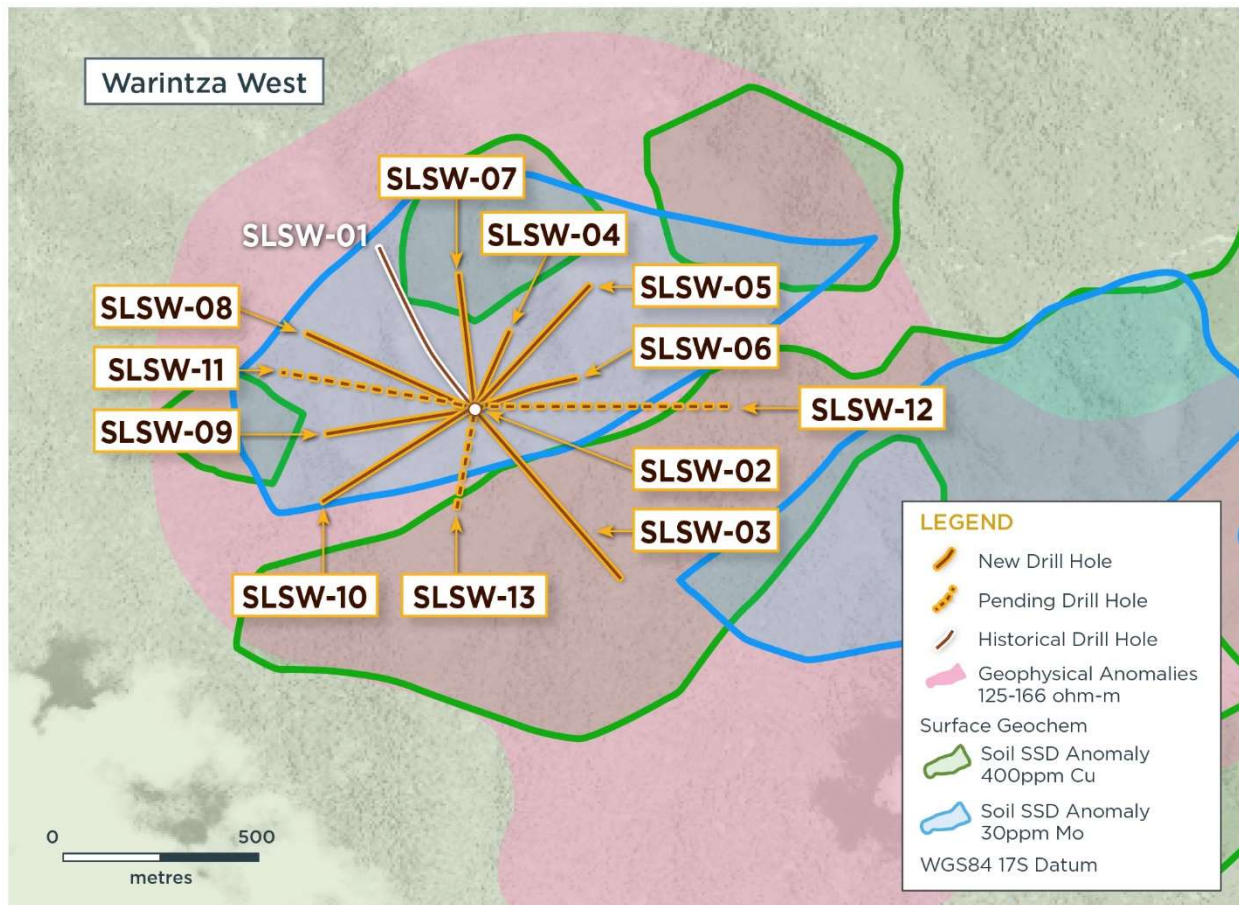 Warintza West
SLSW-07
SLSW-01
SLSW-04
SLSW-05
SLSW-08
SLSW-06
SLSW-11
SLSW-12
SLSW-09
SLSW-02
SLSW-03
SLSW-10
SLSW-13
LEGEND
New Drill Hole
Pending Drill Hole
Historical Drill Hole
Geophysical Anomalies
125-166 ohm-m
Surface Geochem
Soil SSD Anomaly
400ppm Cu
Soil SSD Anomaly
30ppm Mo
WGS84 17S Datum
0 500
metres